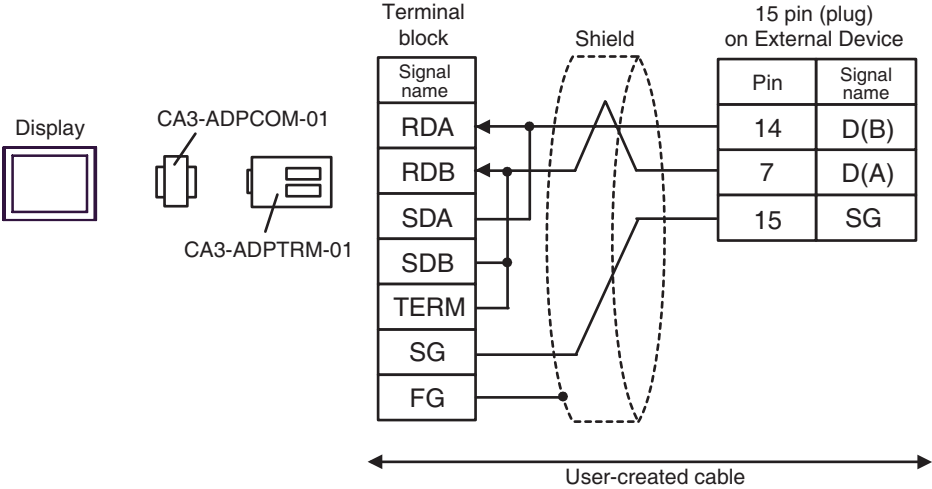 Display
CA3-ADPCOM-01
CA3-ADPTRM-01
Terminal
block
Signal
name
RDA
RDB
SDA
SDB
TERM
SG
FG
Shield
15 pin (plug)
on External Device
Pin
Signal
name
14 D(B)
7 D(A)
15 SG
User-created cable